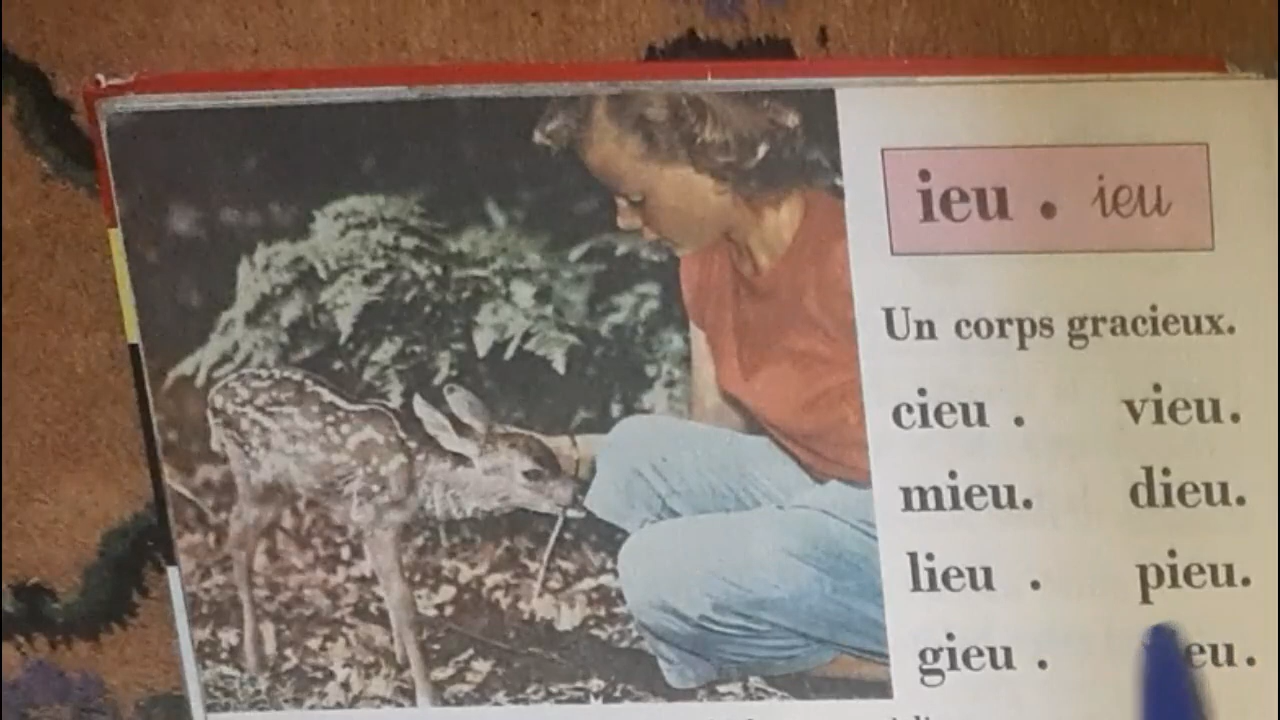 ieu . ieu
Un corps gracieux.
cieu . vieu.
mieu. dieu.
lieu . pieu.
gieu .